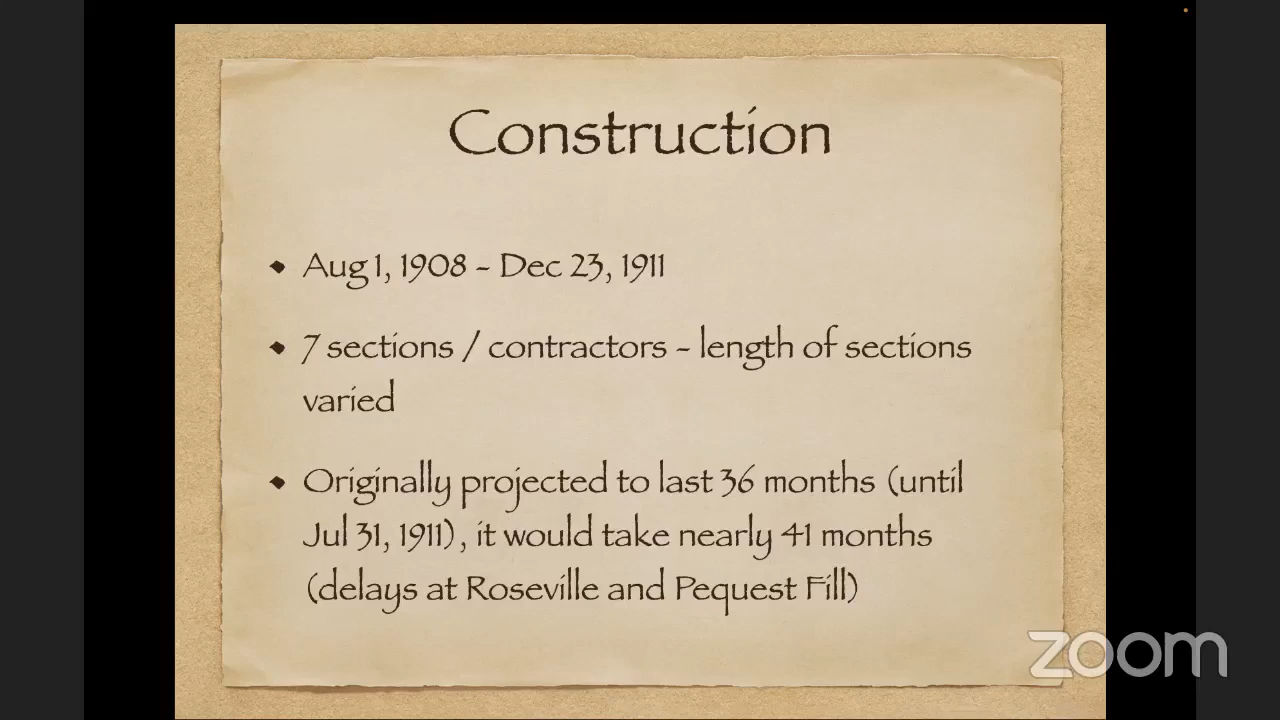 Construction
Aug 1, 1908 - Dec 23, 1911
7 sections / contractors - length of sections
varied
Originally projected to last 36 months (until
Jul 31, 1911), it would take nearly 41 months
(delays at Roseville and Pequest Fill)
zoom